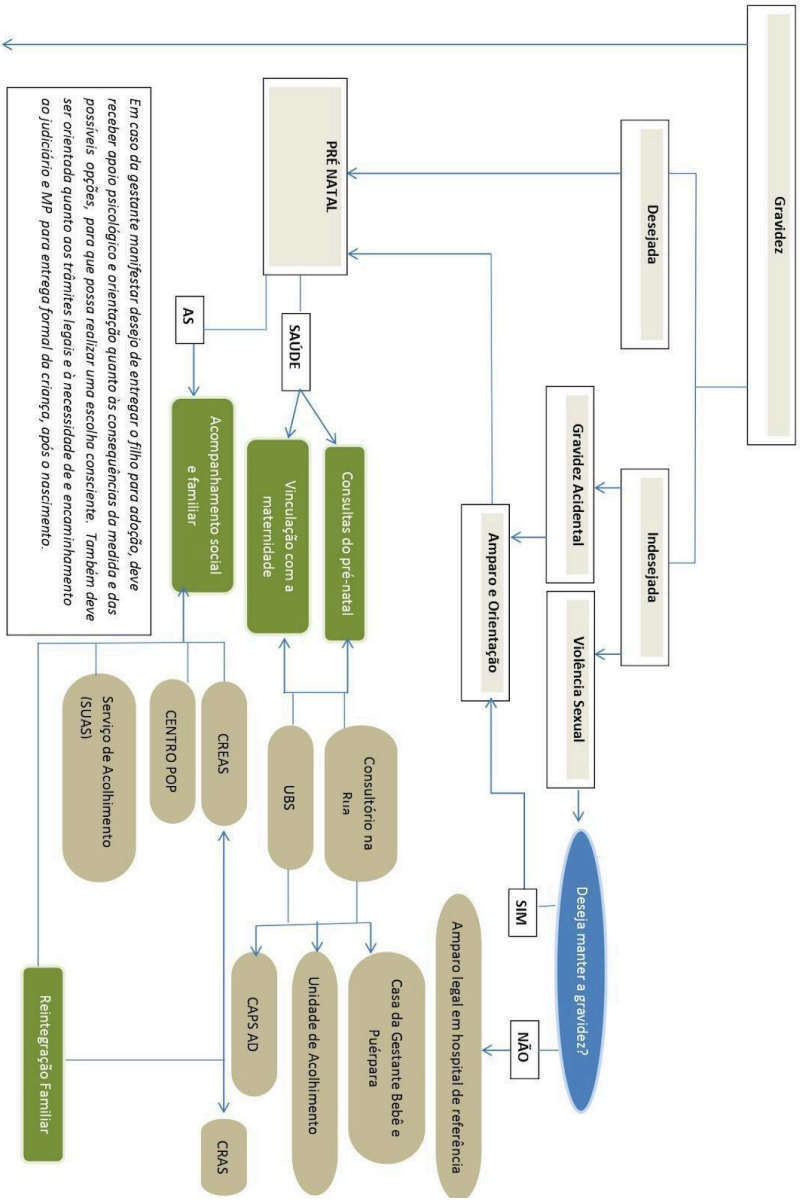 Gravidez
Desejada
Indesejada
Gravidez Acidental
Violência Sexual
Deseja manter a gravidez?
SIM
NÃO
Amparo e Orientação
Amparo legal em hospital de referência
PRÉ NATAL
SAÚDE
Consultas do pré-natal
Vinculação com a
maternidade
Consultório na
Rua
UBS
Casa da Gestante Bebê e
Puérpara
Unidade de Acolhimento
CAPS AD
AS
Acompanhamento social
e familiar
CREAS
CRAS
CENTRO POP
Serviço de Acolhimento
(SUAS)
Reintegração Familiar
Em caso da gestante manifestar desejo de entregar o filho para adoção, deve
receber apoio psicológico e orientação quanto às consequências da medida e das
possíveis opções, para que possa realizar uma escolha consciente. Também deve
ser orientada quanto aos trâmites legais e à necessidade de e encaminhamento
ao judiciário e MP para entrega formal da criança, após o nascimento.